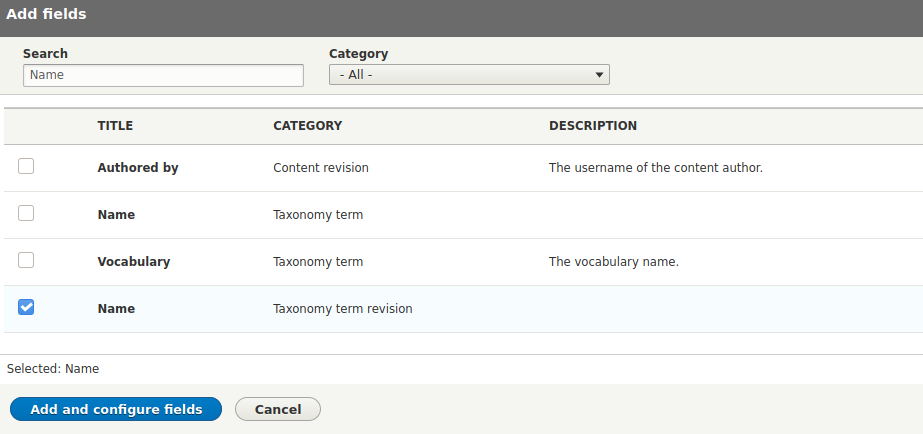 Add fields
Search Category
Name - All -
TITLE CATEGORY DESCRIPTION
Authored by Content revision The username of the content author.
Name Taxonomy term
Vocabulary Taxonomy term The vocabulary name.
Name Taxonomy term revision
Selected: Name
Add and configure fields Cancel